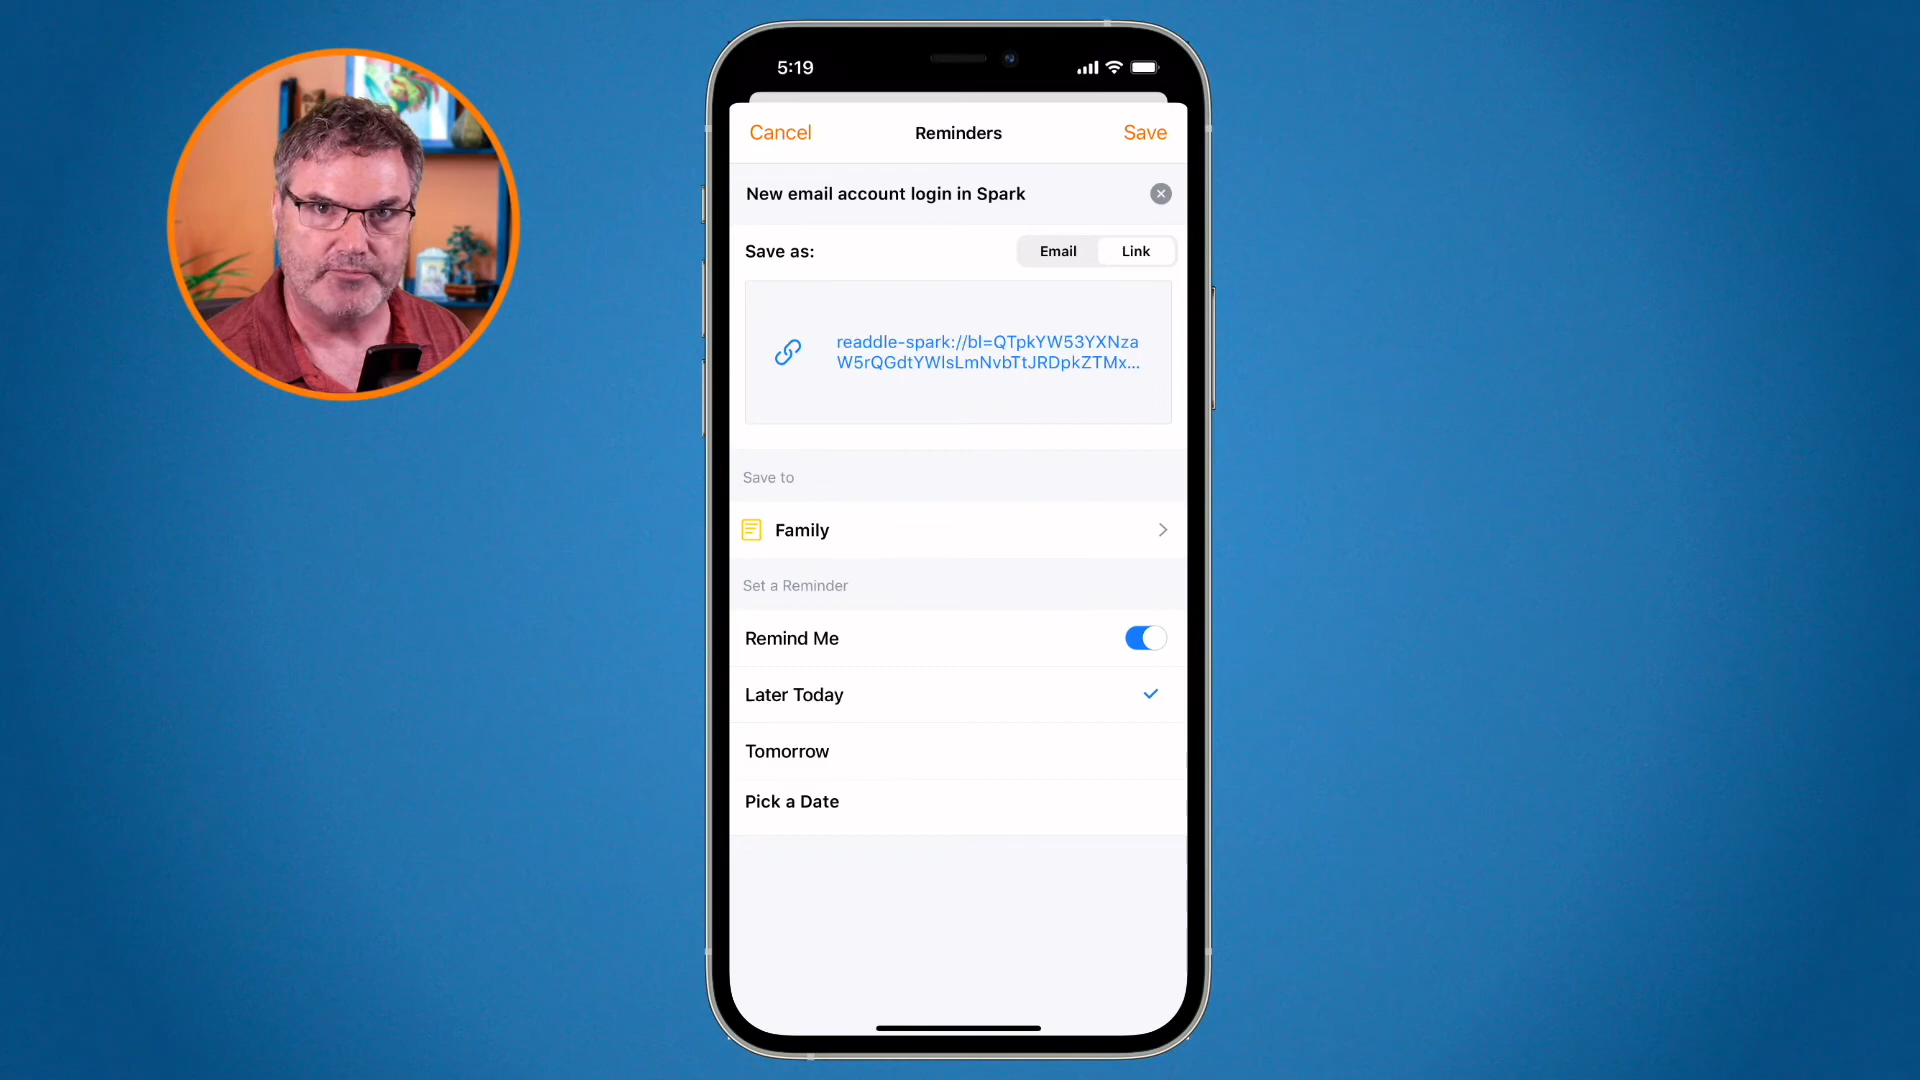 5:19
Cancel
Reminders
Save
New email account login in Spark
Save as:
Email
Link
readdle-spark://bl=QTpkYW53YXNza
W5rQGdtYWlsLmNvbTtJRDpkZTMx...
Save to
Family
Set a Reminder
Remind Me
Later Today
Tomorrow
Pick a Date